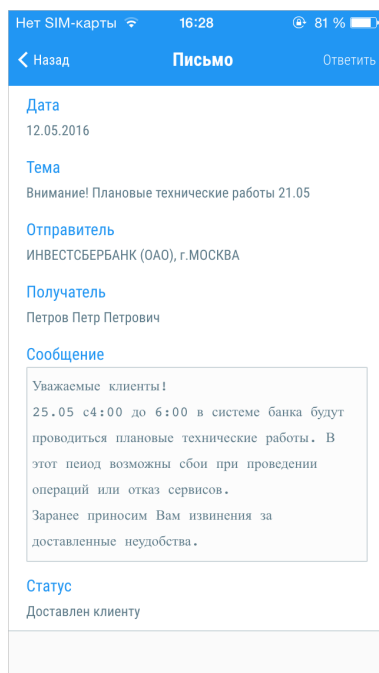 Нет SIM-карты 16:28 81 %
Назад Письмо Ответить
Дата
12.05.2016
Тема
Внимание! Плановые технические работы 21.05
Отправитель
ИНВЕСТСБЕРБАНК (ОАО), г.МОСКВА
Получатель
Петров Петр Петрович
Сообщение
Уважаемые клиенты!
25.05 с4:00 до 6:00 в системе банка будут
проводиться плановые технические работы. В
этот пеиод возможны сбои при проведении
операций или отказ сервисов.
Заранее приносим Вам извинения за
доставленные неудобства.
Статус
Доставлен клиенту